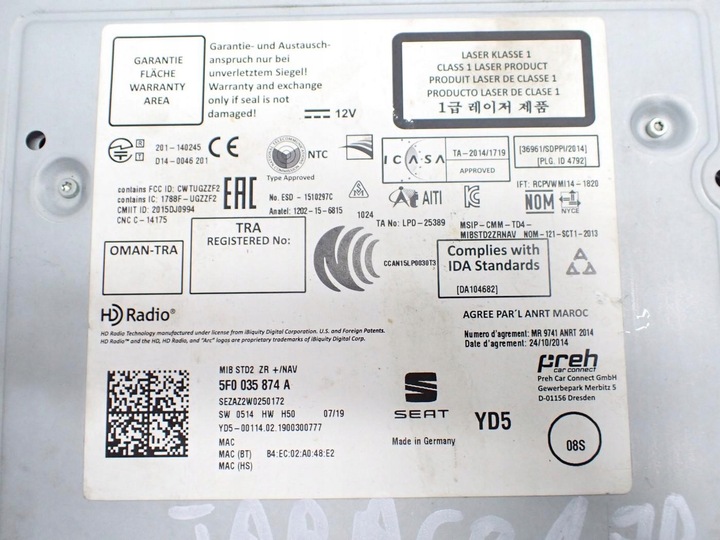 GARANTIE
FLÄCHE
WARRANTY
AREA
Garantie- und Austausch-
anspruch nur bei
unverletztem Siegel!
Warranty and exchange
only if seal is not
damaged!
12V
LASER KLASSE 1
CLASS 1 LASER PRODUCT
PRODUIT LASER DE CLASSE 1
PRODUCTO LASER DE CLASE 1
1급 레이저 제품
R 201-140245
T D14-0046 201
CE
NTC
Type Approved
ICASA
TA-2014/1719
APPROVED
[36961/SDPPI/2014]
[PLG. ID 4792]
contains FCC ID: CWTUGZZF2
contains IC: 1788F-UGZZF2
CMIIT ID: 2015DJ0994
CNC C-14175
EAC
No. ESD - 1510297C
Anatel: 1202-15-6815
1024
AITI
TA No: LPD-25389
IFT: RCPVWMI14-1820
NOM
NYCE
MSIP-CMM-TD4-
MIBSTD2ZRNAV
NOM-121-SCT1-2013
OMAN-TRA
TRA
REGISTERED No:
CCAN15LP0030T3
Complies with
IDA Standards
[DA104682]
HD Radio®
HD Radio Technology manufactured under license from iBiquity Digital Corporation. U.S. and Foreign Patents.
HD Radio™ and the HD, HD Radio, and "Arc" logos are proprietary trademarks of iBiquity Digital Corp.
AGREE PAR'L ANRT MAROC
Numero d'agrement: MR 9741 ANRT 2014
Date d'agrement: 24/10/2014
preh
car connect
Preh Car Connect GmbH
Gewerbepark Merbitz 5
D-01156 Dresden
MIB STD2 ZR +/NAV
5F0 035 874 A
SEZAZ2W0250172
SW 0514 HW H50 07/19
YD5-00114.02.1900300777
MAC
MAC (BT) B4:EC:02:A0:48:E2
MAC (HS)
SEAT
Made in Germany
YD5
08S